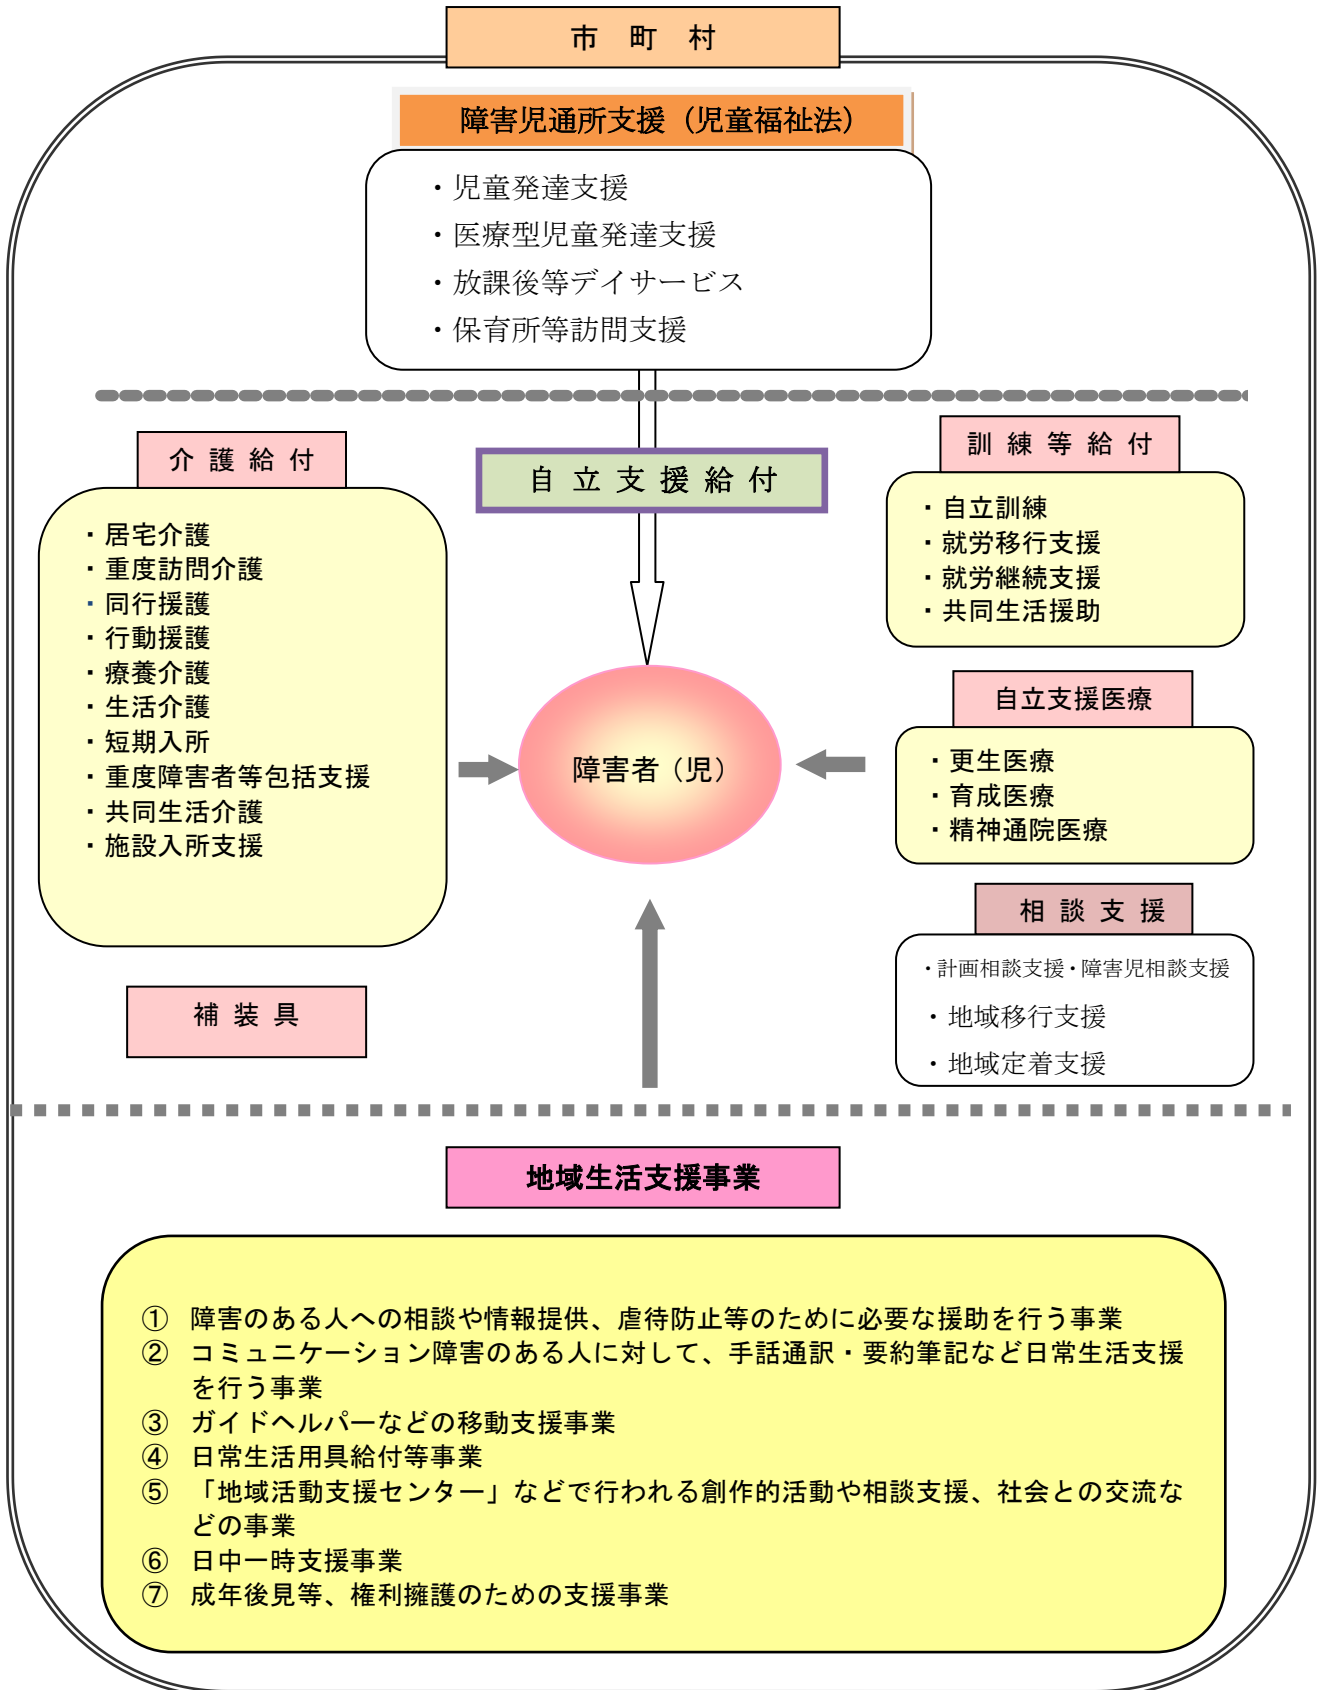 市　町　村
障害児通所支援（児童福祉法）
・児童発達支援
・医療型児童発達支援
・放課後等デイサービス
・保育所等訪問支援
介 護 給 付
・居宅介護
・重度訪問介護
・同行援護
・行動援護
・療養介護
・生活介護
・短期入所
・重度障害者等包括支援
・共同生活介護
・施設入所支援
補 装 具
自 立 支 援 給 付
障害者（児）
訓 練 等 給 付
・自立訓練
・就労移行支援
・就労継続支援
・共同生活援助
自立支援医療
・更生医療
・育成医療
・精神通院医療
相 談 支 援
・計画相談支援・障害児相談支援
・地域移行支援
・地域定着支援
地域生活支援事業
① 障害のある人への相談や情報提供、虐待防止等のために必要な援助を行う事業
② コミュニケーション障害のある人に対して、手話通訳・要約筆記など日常生活支援
を行う事業
③ ガイドヘルパーなどの移動支援事業
④ 日常生活用具給付等事業
⑤ 「地域活動支援センター」などで行われる創作的活動や相談支援、社会との交流な
どの事業
⑥ 日中一時支援事業
⑦ 成年後見等、権利擁護のための支援事業